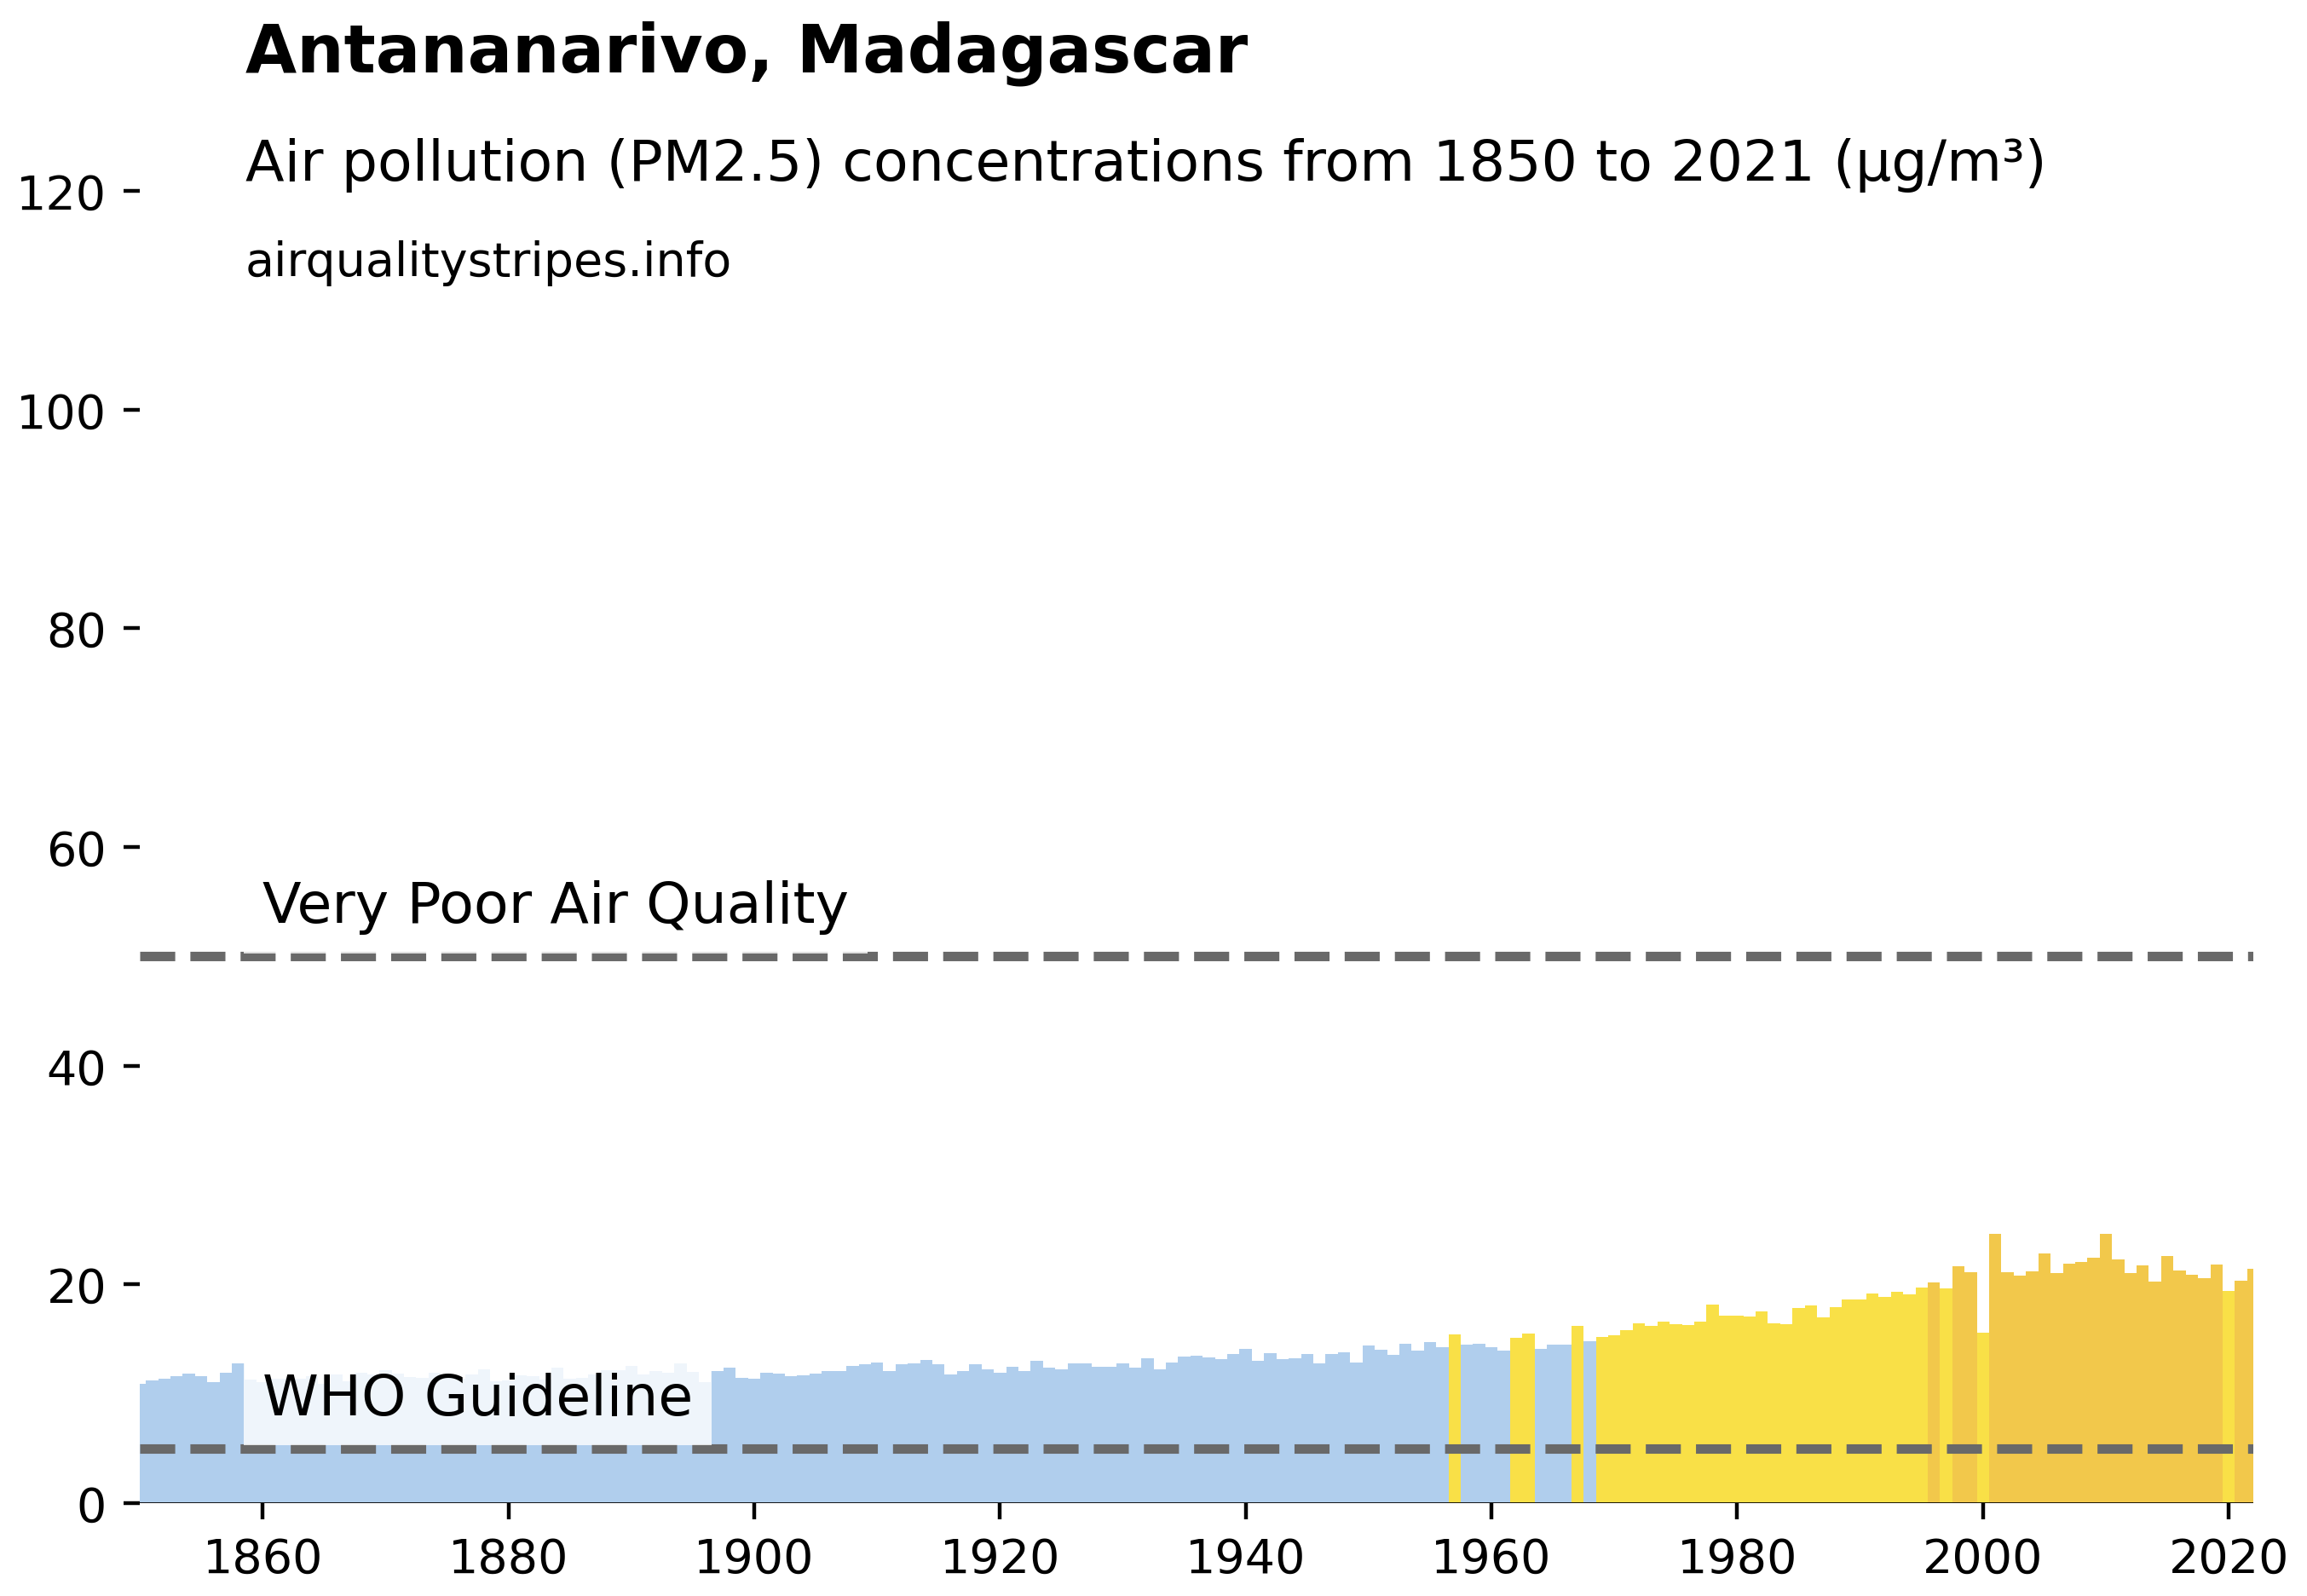 Antananarivo, Madagascar
Air pollution (PM2.5) concentrations from 1850 to 2021 (μg/m³)
airqualitystripes.info
120
100
80
60
Very Poor Air Quality
40
20
WHO Guideline
0
1860 1880 1900 1920 1940 1960 1980 2000 2020